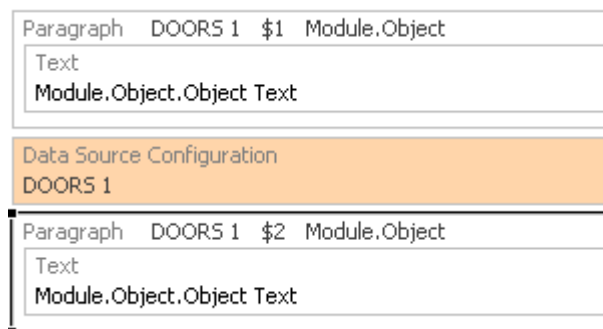 Paragraph DOORS 1 $1 Module.Object
Text
Module.Object.Object Text
Data Source Configuration
DOORS 1
Paragraph DOORS 1 $2 Module.Object
Text
Module.Object.Object Text